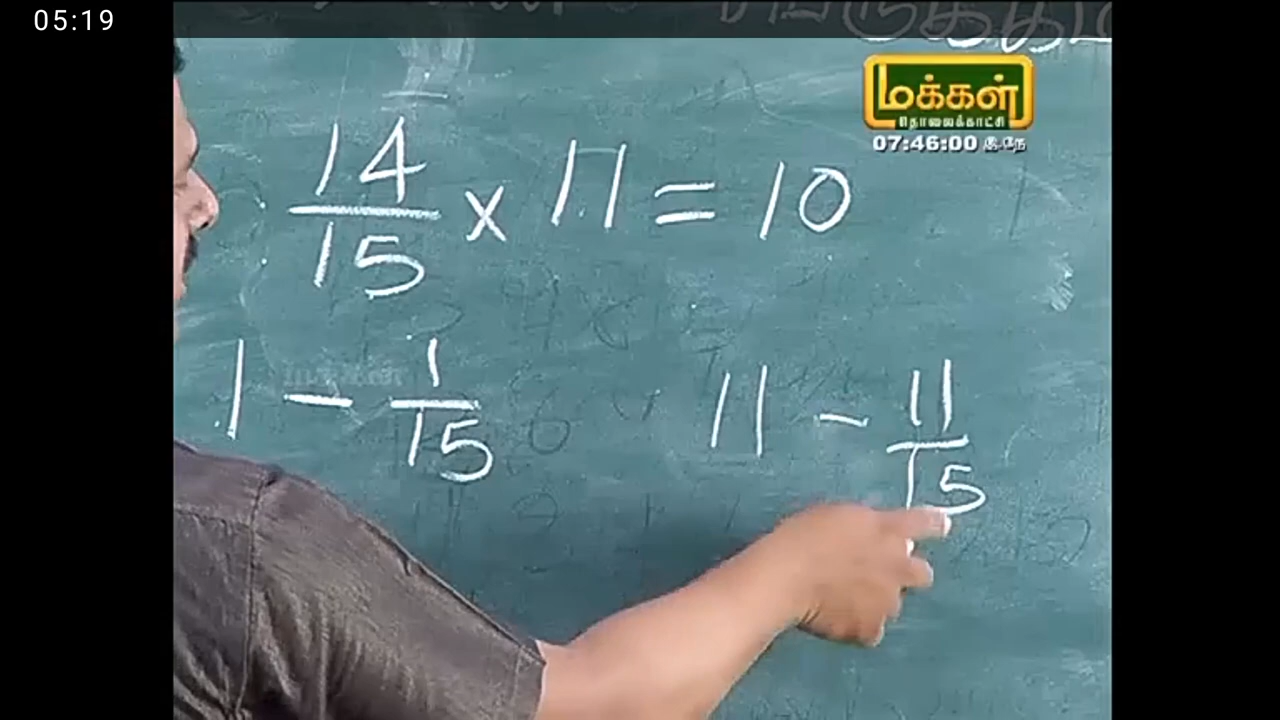 05:19
மக்கள்
தொலைக்காட்சி
07:46:00 இ.நே
14/15 x 11 = 10
1 - 1/15
11 - 11/15